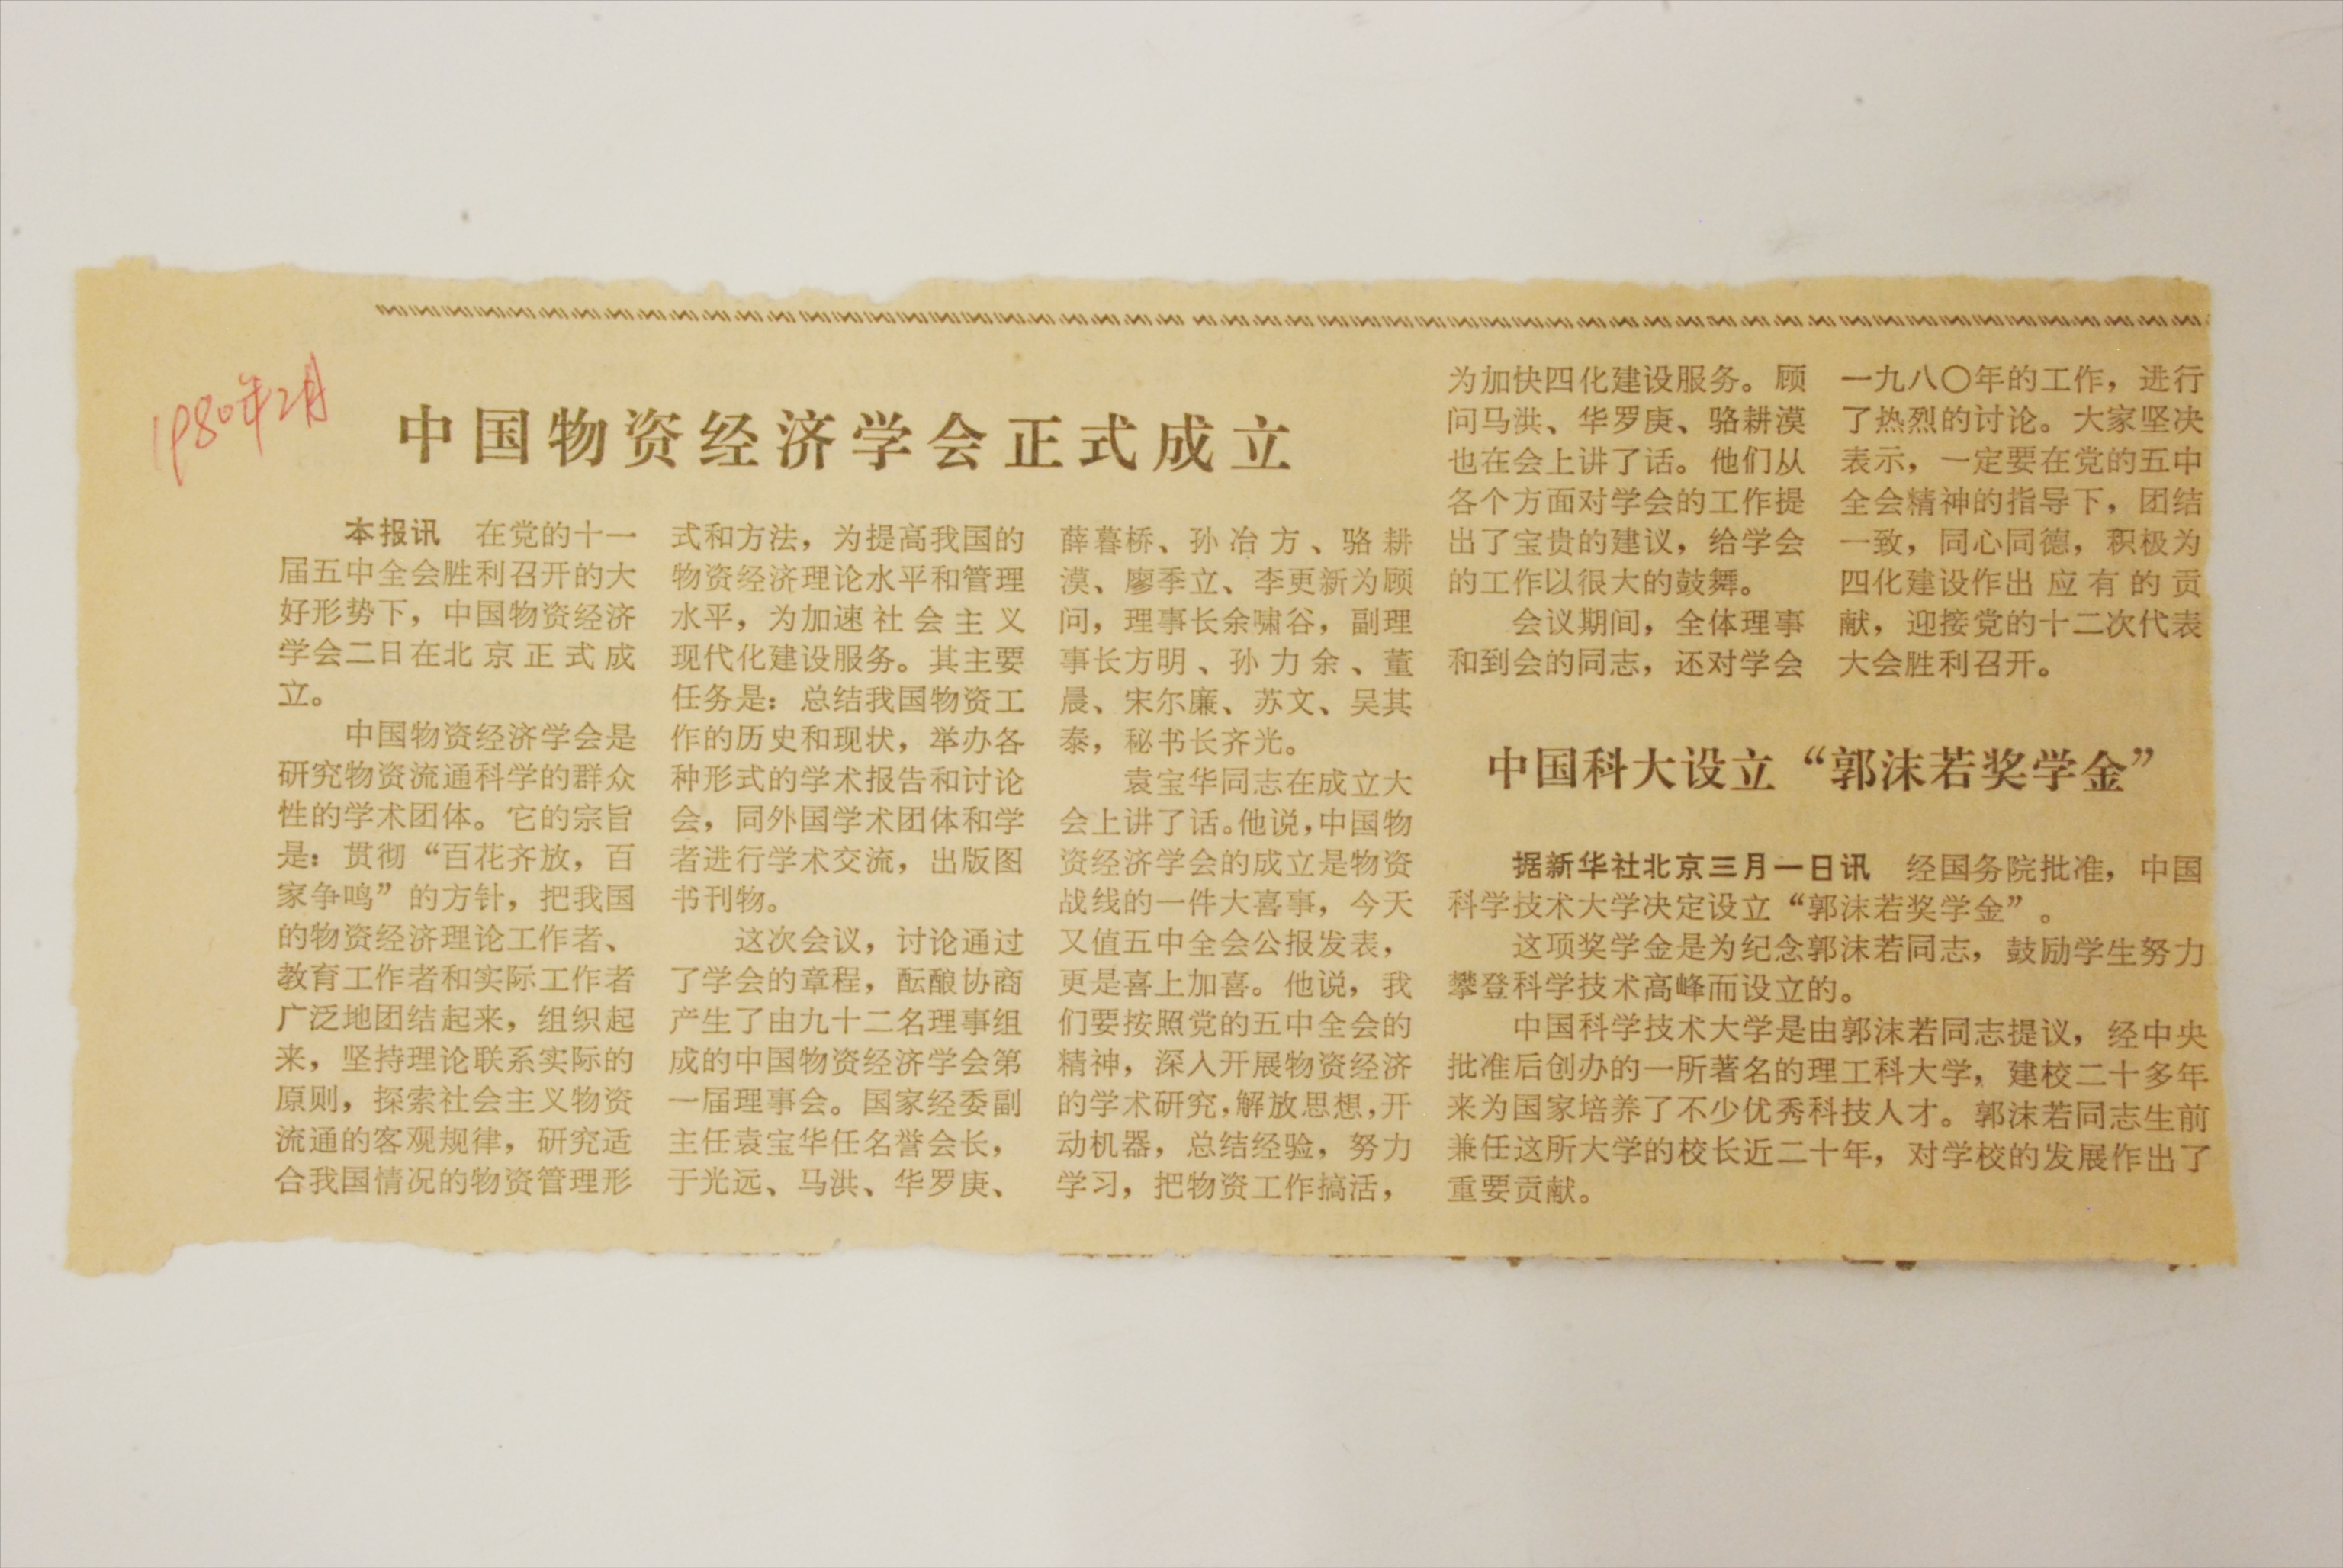 1980年2月
中国物资经济学会正式成立
本报讯　在党的十一
届五中全会胜利召开的大
好形势下，中国物资经济
学会二日在北京正式成
立。
中国物资经济学会是
研究物资流通科学的群众
性的学术团体。它的宗旨
是：贯彻“百花齐放，百
家争鸣”的方针，把我国
的物资经济理论工作者、
教育工作者和实际工作者
广泛地团结起来，组织起
来，坚持理论联系实际的
原则，探索社会主义物资
流通的客观规律，研究适
合我国情况的物资管理形
式和方法，为提高我国的
物资经济理论水平和管理
水平，为加速社会主义
现代化建设服务。其主要
任务是：总结我国物资工
作的历史和现状，举办各
种形式的学术报告和讨论
会，同外国学术团体和学
者进行学术交流，出版图
书刊物。
这次会议，讨论通过
了学会的章程，酝酿协商
产生了由九十二名理事组
成的中国物资经济学会第
一届理事会。国家经委副
主任袁宝华任名誉会长，
于光远、马洪、华罗庚、
薛暮桥、孙冶方、骆耕
漠、廖季立、李更新为顾
问，理事长余啸谷，副理
事长方明、孙力余、董
晨、宋尔廉、苏文、吴其
泰，秘书长齐光。
袁宝华同志在成立大
会上讲了话。他说，中国物
资经济学会的成立是物资
战线的一件大喜事，今天
又值五中全会公报发表，
更是喜上加喜。他说，我
们要按照党的五中全会的
精神，深入开展物资经济
的学术研究，解放思想，开
动机器，总结经验，努力
学习，把物资工作搞活，
为加快四化建设服务。顾
问马洪、华罗庚、骆耕漠
也在会上讲了话。他们从
各个方面对学会的工作提
出了宝贵的建议，给学会
的工作以很大的鼓舞。
会议期间，全体理事
和到会的同志，还对学会
一九八〇年的工作，进行
了热烈的讨论。大家坚决
表示，一定要在党的五中
全会精神的指导下，团结
一致，同心同德，积极为
四化建设作出应有的贡
献，迎接党的十二次代表
大会胜利召开。
中国科大设立“郭沫若奖学金”
据新华社北京三月一日讯　经国务院批准，中国
科学技术大学决定设立“郭沫若奖学金”。
这项奖学金是为纪念郭沫若同志，鼓励学生努力
攀登科学技术高峰而设立的。
中国科学技术大学是由郭沫若同志提议，经中央
批准后创办的一所著名的理工科大学，建校二十多年
来为国家培养了不少优秀科技人才。郭沫若同志生前
兼任这所大学的校长近二十年，对学校的发展作出了
重要贡献。